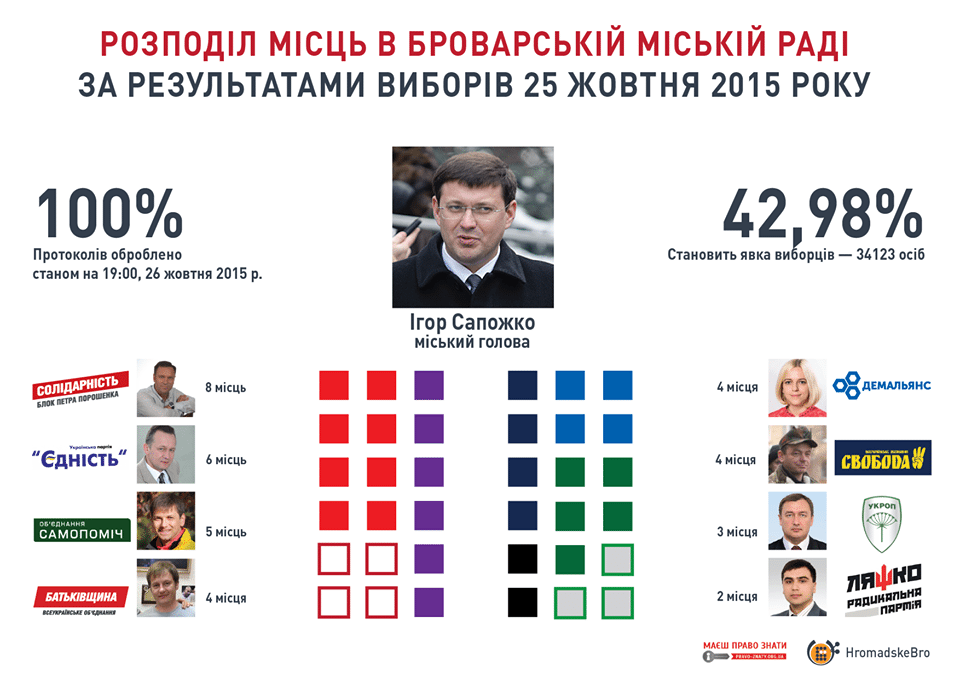 РОЗПОДІЛ МІСЦЬ В БРОВАРСЬКІЙ МІСЬКІЙ РАДІ
ЗА РЕЗУЛЬТАТАМИ ВИБОРІВ 25 ЖОВТНЯ 2015 РОКУ
100%
Протоколів оброблено
станом на 19:00, 26 жовтня 2015 р.
42,98%
Становить явка виборців — 34123 осіб
Ігор Сапожко
міський голова
СОЛІДАРНІСТЬ
БЛОК ПЕТРА ПОРОШЕНКА
8 місць
Українська партія
“Єдність“
6 місць
ОБ'ЄДНАННЯ
САМОПОМІЧ
5 місць
БАТЬКІВЩИНА
ВСЕУКРАЇНСЬКЕ ОБ'ЄДНАННЯ
4 місця
4 місця
ДЕМАЛЬЯНС
4 місця
СВОБОДА
3 місця
УКРОП
2 місця
ЛЯШКО
РАДИКАЛЬНА
ПАРТІЯ
МАЄШ ПРАВО ЗНАТИ
PRAVO-ZNATY.ORG.UA
HromadskeBro